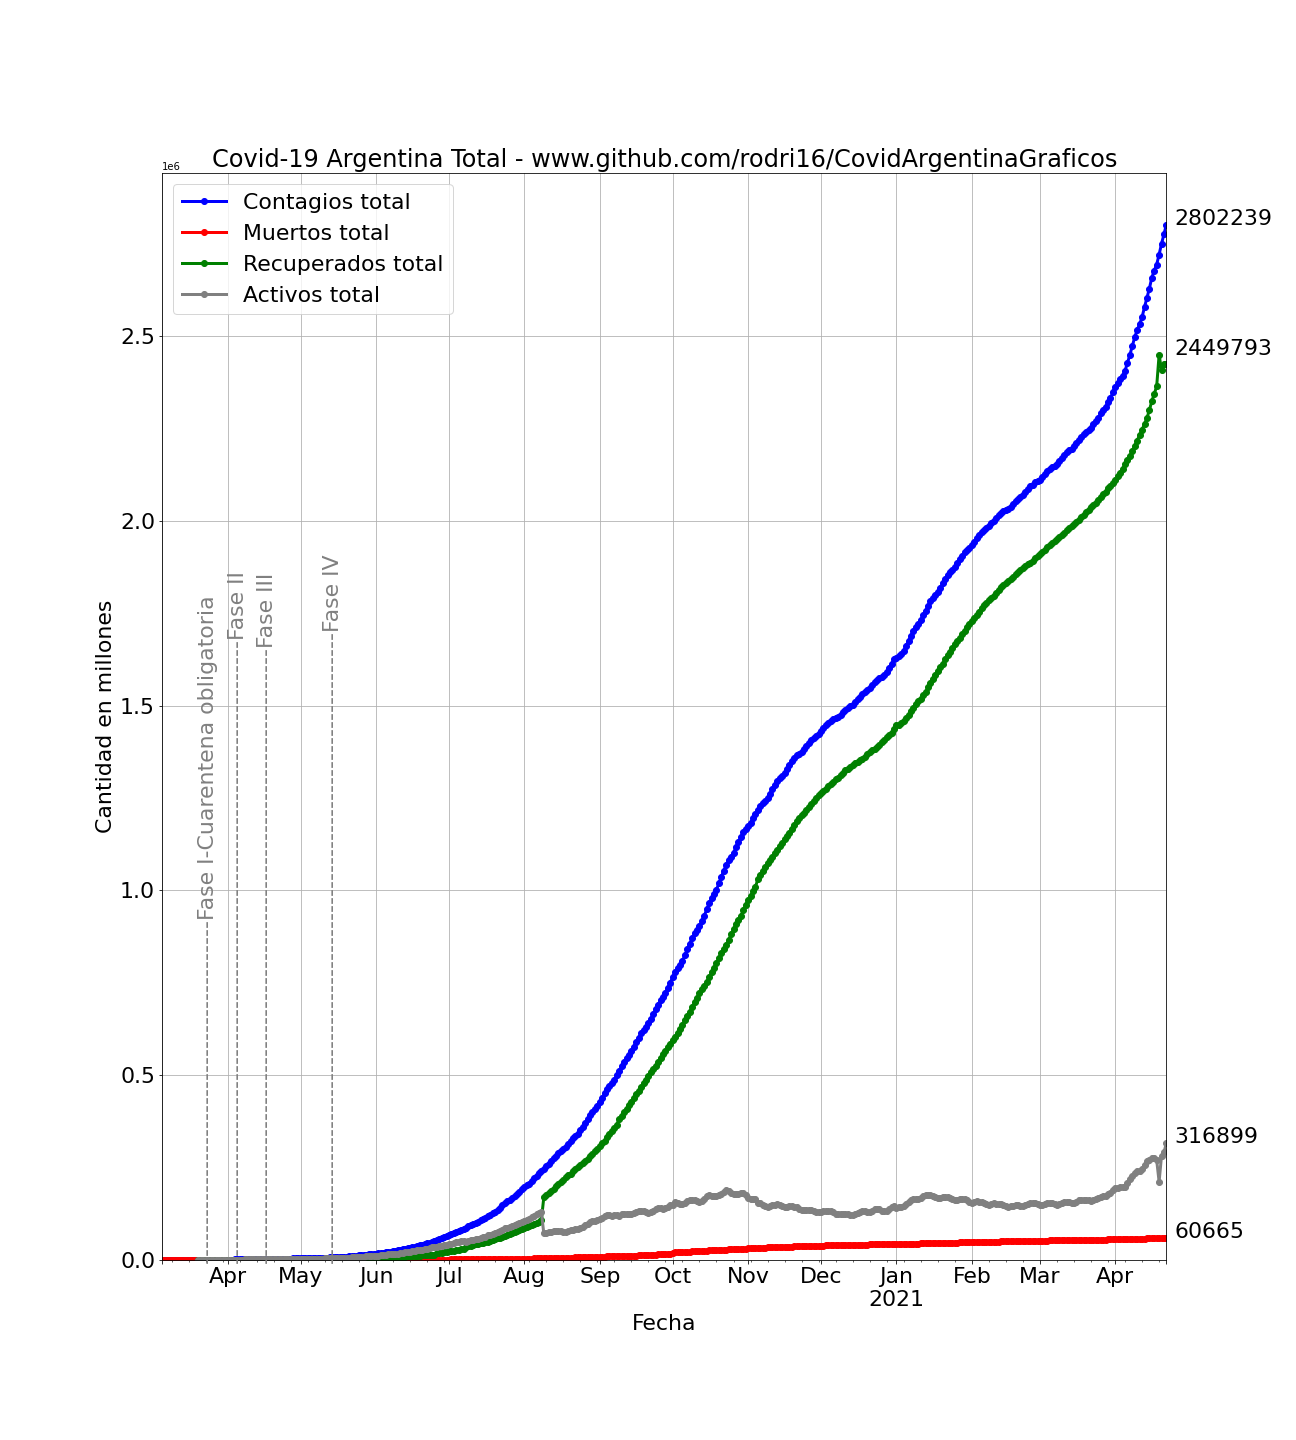 Covid-19 Argentina Total - www.github.com/rodri16/CovidArgentinaGraficos
1e6
Contagios total
Muertos total
Recuperados total
Activos total
2802239
2449793
316899
60665
2.5
2.0
1.5
1.0
0.5
0.0
Cantidad en millones
Fase I-Cuarentena obligatoria
Fase II
Fase III
Fase IV
Apr May Jun Jul Aug Sep Oct Nov Dec Jan Feb Mar Apr
2021
Fecha